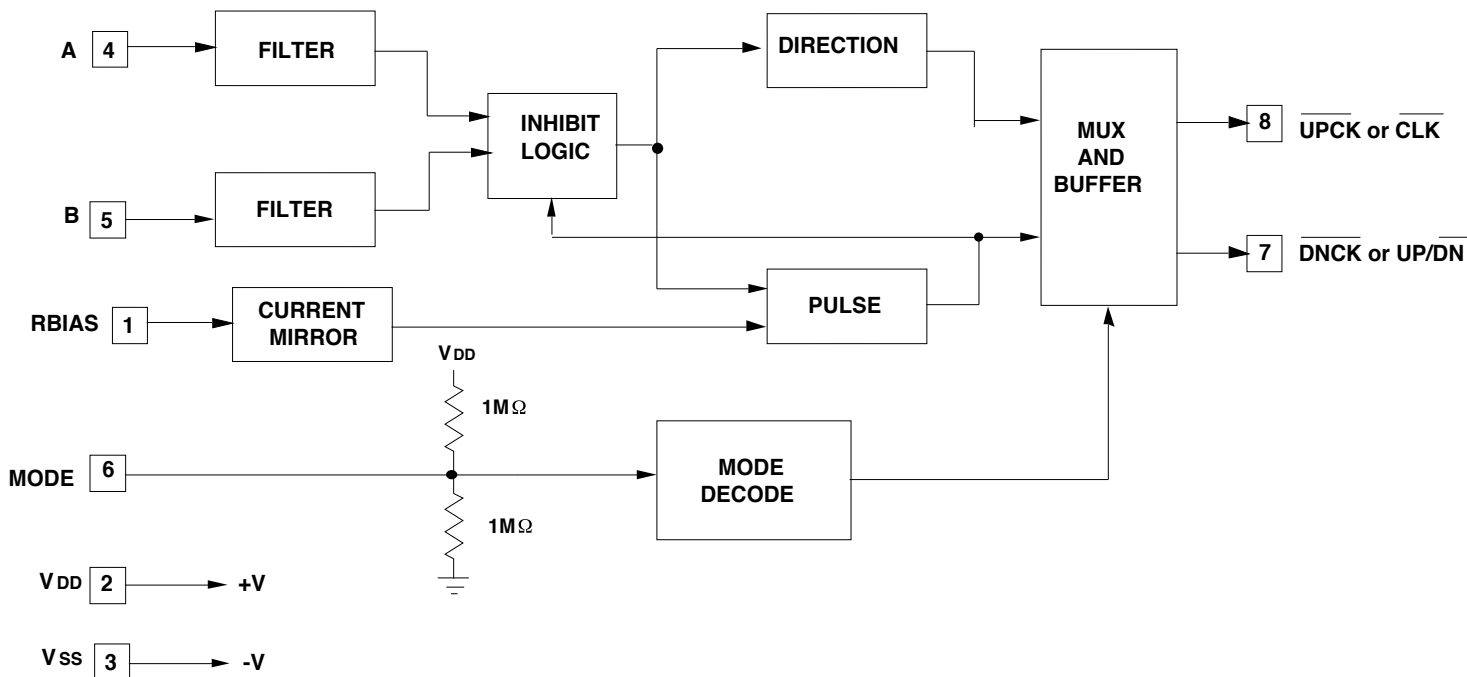 A 4
FILTER
B 5
FILTER
RBIAS 1
CURRENT
MIRROR
INHIBIT
LOGIC
DIRECTION
PULSE
MUX
AND
BUFFER
8 UPCK or CLK
7 DNCK or UP/DN
VDD
1MΩ
1MΩ
MODE 6
MODE
DECODE
VDD 2 +V
VSS 3 -V